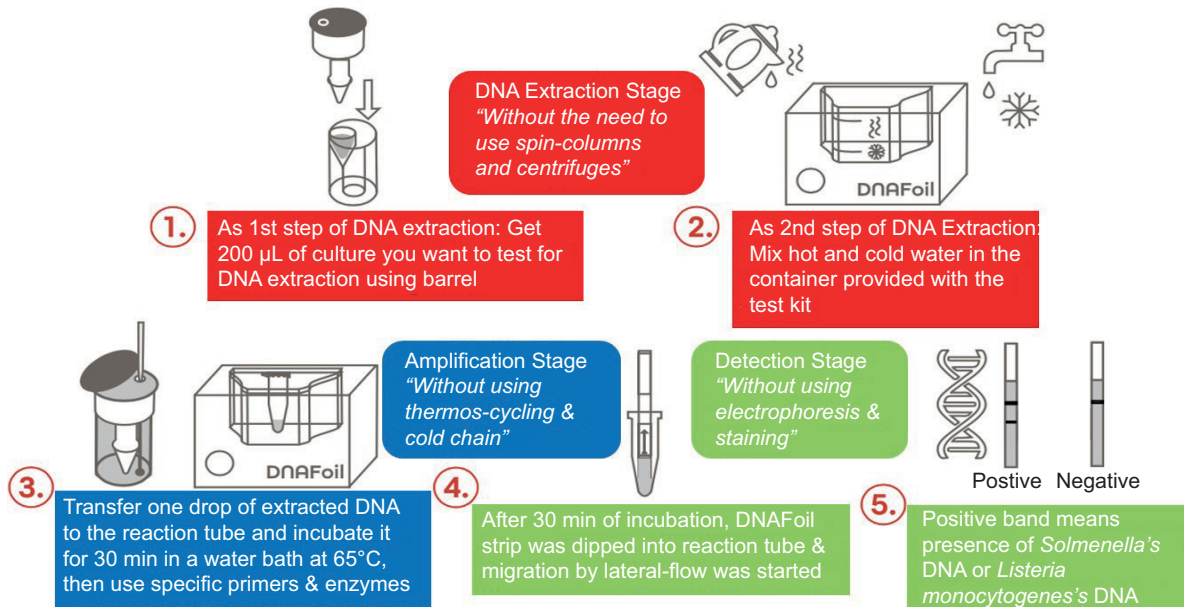 DNA Extraction Stage
“Without the need to
use spin-columns
and centrifuges”
DNAFoil
1.
As 1st step of DNA extraction: Get
200 µL of culture you want to test for
DNA extraction using barrel
2.
As 2nd step of DNA Extraction:
Mix hot and cold water in the
container provided with the
test kit
Amplification Stage
“Without using
thermos-cycling &
cold chain”
DNAFoil
Detection Stage
“Without using
electrophoresis &
staining”
Postive Negative
3.
Transfer one drop of extracted DNA
to the reaction tube and incubate it
for 30 min in a water bath at 65°C,
then use specific primers & enzymes
4.
After 30 min of incubation, DNAFoil
strip was dipped into reaction tube &
migration by lateral-flow was started
5.
Positive band means
presence of Solmenella’s
DNA or Listeria
monocytogenes’s DNA